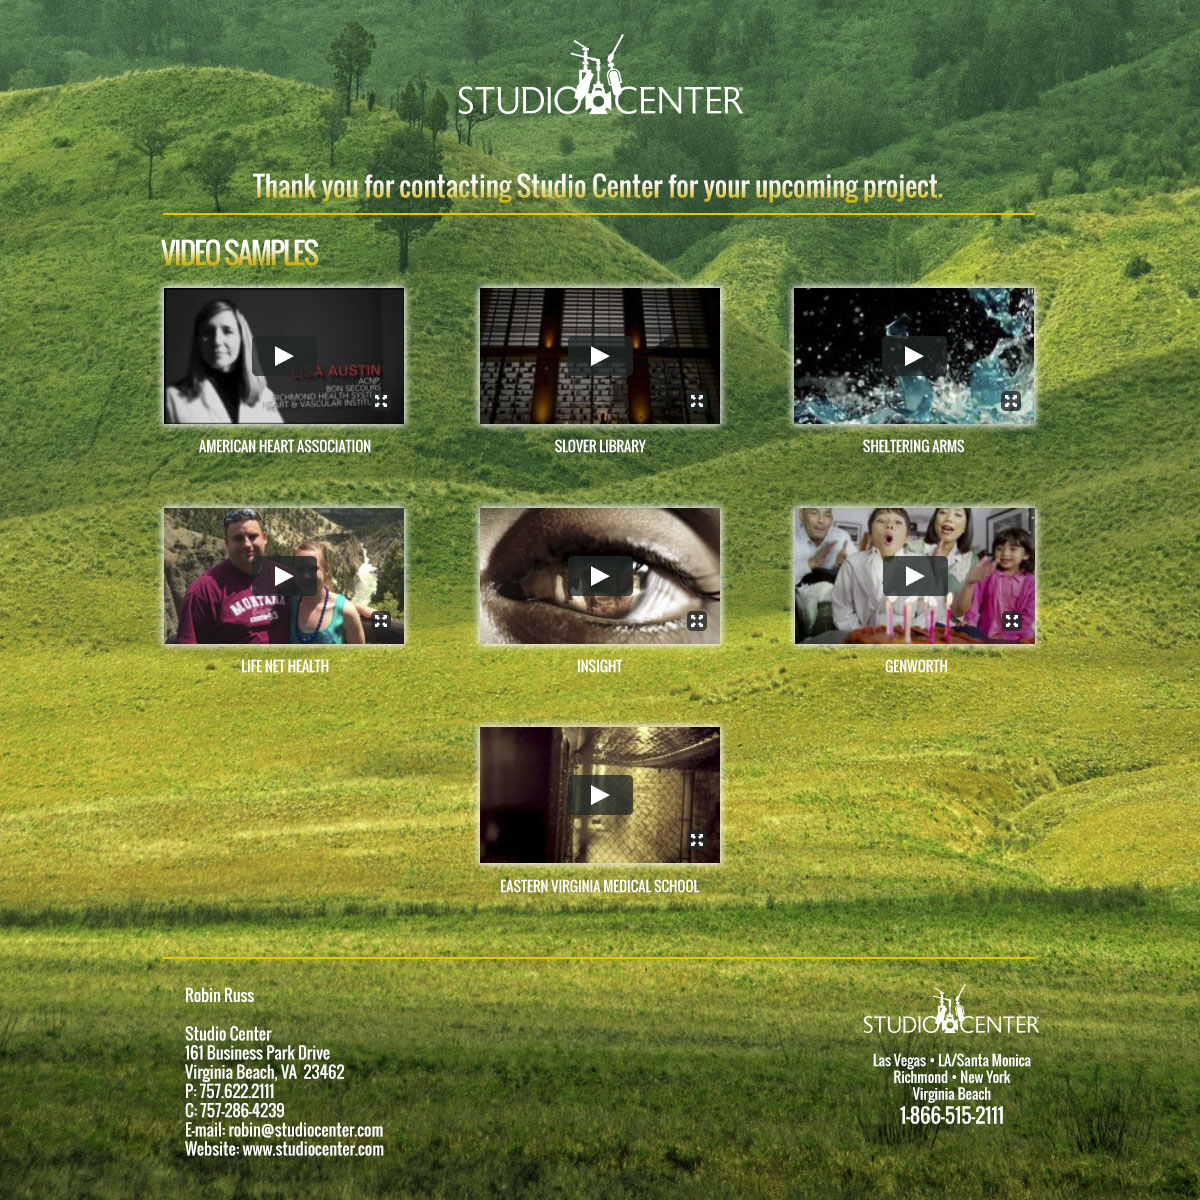 STUDIO CENTER
Thank you for contacting Studio Center for your upcoming project.
VIDEO SAMPLES
AUSTIN
ACNP
BON SECOURS
RICHMOND HEALTH
HEART & VASCULAR
AMERICAN HEART ASSOCIATION
SLOVER LIBRARY
SHELTERING ARMS
MONTANA
LIFE NET HEALTH
INSIGHT
GENWORTH
EASTERN VIRGINIA MEDICAL SCHOOL
Robin Russ
Studio Center
161 Business Park Drive
Virginia Beach, VA 23462
P: 757.622.2111
C: 757-286-4239
E-mail: robin@studiocenter.com
Website: www.studiocenter.com
STUDIO CENTER
Las Vegas • LA/Santa Monica
Richmond • New York
Virginia Beach
1-866-515-2111